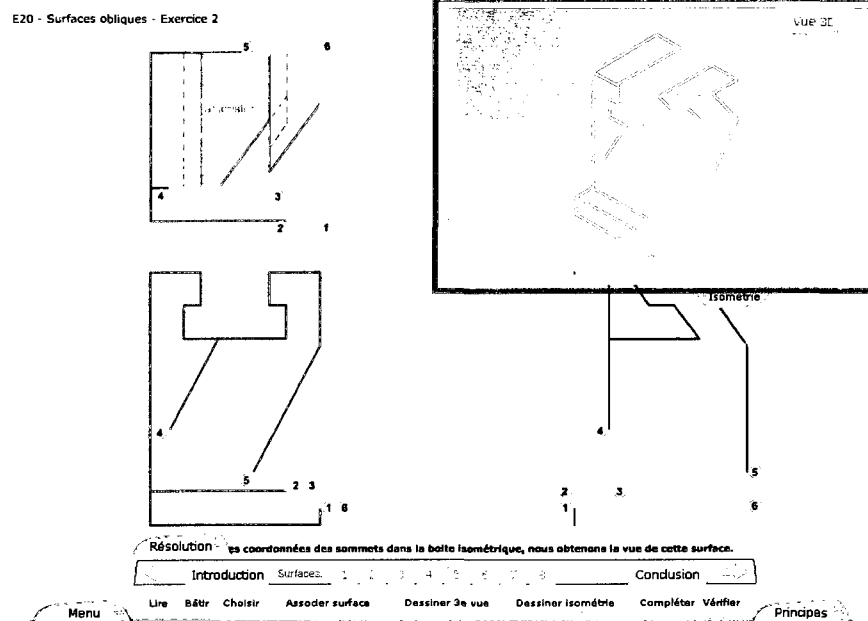 E20 - Surfaces obliques - Exercice 2
Vue 3D
5 6
4 3
2 1
Isométrie
4
5
2 3
1 6
4
5
2 3
1 6
Résolution - es coordonnées des sommets dans la boîte isométrique, nous obtenons la vue de cette surface.
Introduction Surfaces 1 2 3 4 5 6 7 8 Conclusion
Lire Bâtir Choisir Associer surface Dessiner 3e vue Dessiner isométrie Compléter Vérifier
Menu Principes